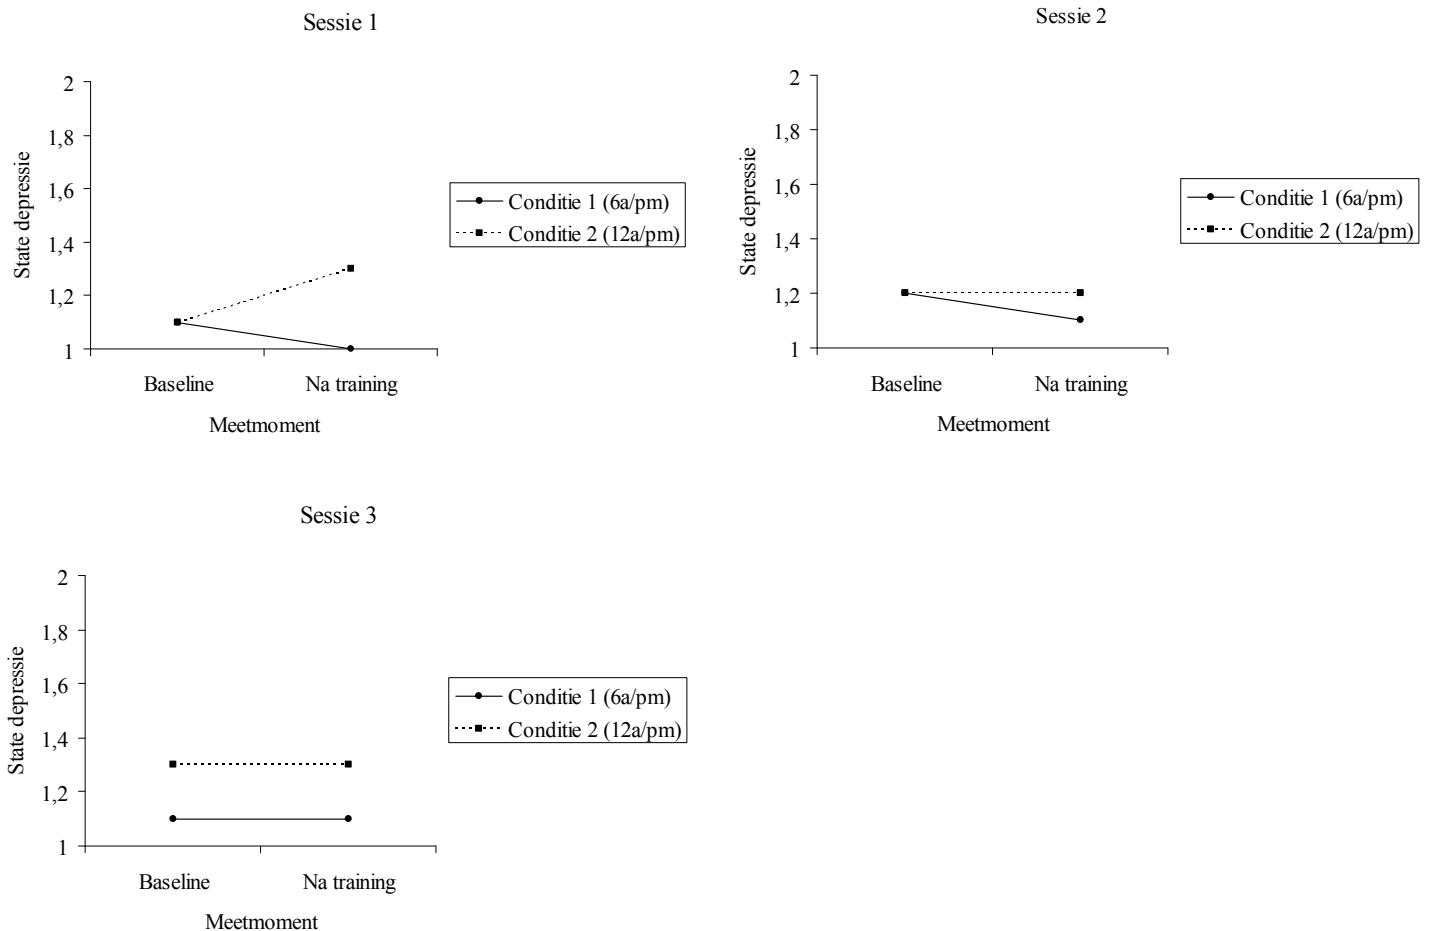 Sessie 1
2
1,8
1,6
1,4
1,2
1
State depressie
Baseline
Na training
Meetmoment
Conditie 1 (6a/pm)
Conditie 2 (12a/pm)
Sessie 2
2
1,8
1,6
1,4
1,2
1
State depressie
Baseline
Na training
Meetmoment
Conditie 1 (6a/pm)
Conditie 2 (12a/pm)
Sessie 3
2
1,8
1,6
1,4
1,2
1
State depressie
Baseline
Na training
Meetmoment
Conditie 1 (6a/pm)
Conditie 2 (12a/pm)